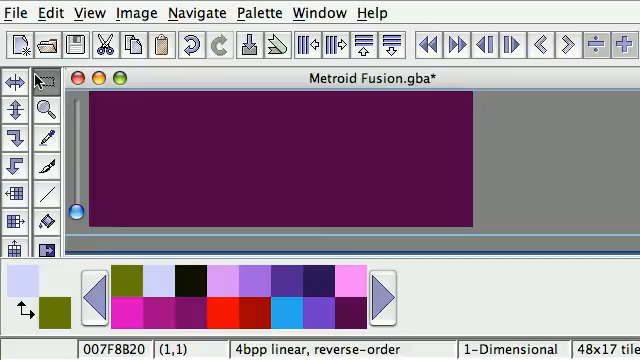 File Edit View Image Navigate Palette Window Help
Metroid Fusion.gba*
007F8B20 (1,1) 4bpp linear, reverse-order 1-Dimensional 48x17 tile